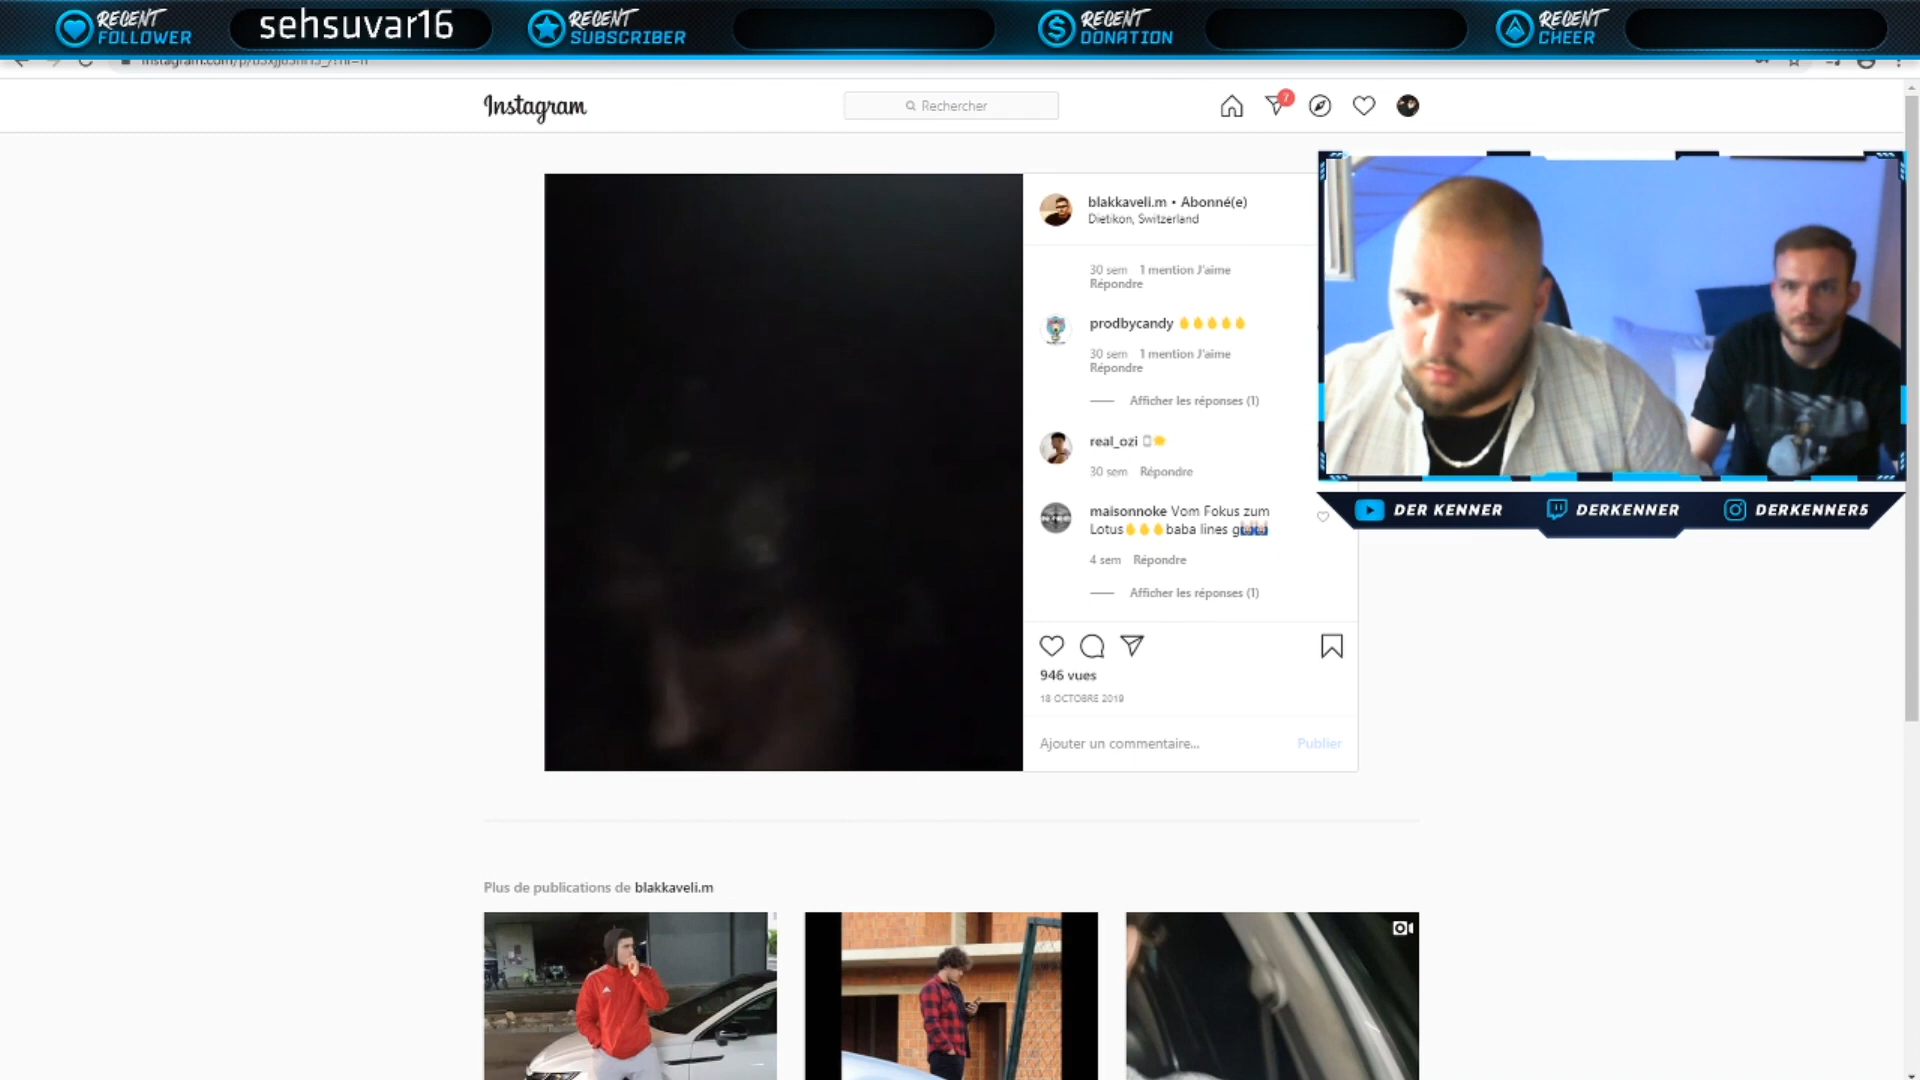 RECENT FOLLOWER
sehsuvar16
RECENT SUBSCRIBER
RECENT DONATION
RECENT CHEER
Instagram
Rechercher
7
blakkaveli.m • Abonné(e)
Dietikon, Switzerland
30 sem 1 mention J'aime
Répondre
prodbycandy
30 sem 1 mention J'aime
Répondre
Afficher les réponses (1)
real_ozi
30 sem Répondre
maisonnoke Vom Fokus zum
Lotus baba lines g
4 sem Répondre
Afficher les réponses (1)
946 vues
18 OCTOBRE 2019
Ajouter un commentaire... Publier
DER KENNER
DERKENNER
DERKENNER5
Plus de publications de blakkaveli.m